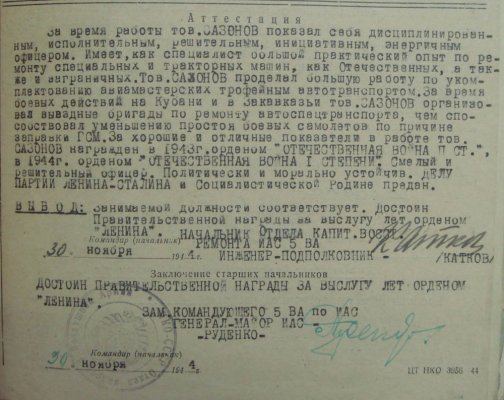 Аттестация
За время работы тов.САЗОНОВ показал себя дисциплинирован-
ным, исполнительным, решительным, инициативным, энергичным
офицером. Имеет, как специалист большой практический опыт по ре-
монту специальных и тракторных машин, как Отечественных, а так-
же и заграничных. Тов.САЗОНОВ проделал большую работу по уком-
плектованию авиамастерских трофейным автотранспортом. За время
боевых действий на Кубани и в Закавказьи тов.САЗОНОВ организо-
вал выездные бригады по ремонту автоспецтранспорта, чем спо-
собствовал уменьшению простоя боевых самолетов по причине
заправки ГСМ. За хорошие и отличные показатели в работе тов.
САЗОНОВ награжден в 1943г.орденом "ОТЕЧЕСТВЕННАЯ ВОЙНА II СТ.",
в 1944г. орденом "ОТЕЧЕСТВЕННАЯ ВОЙНА I СТЕПЕНИ". Смелый и
решительный офицер. Политически и морально устойчив. ДЕЛУ
ПАРТИИ ЛЕНИНА-СТАЛИНА и Социалистической Родине предан.
ВЫВОД: Занимаемой должности соответствует. Достоин
Правительственной награды за выслугу лет орденом
"ЛЕНИНА". НАЧАЛЬНИК ОТДЕЛА КАПИТ.ВОССТ.
Командир (начальник) РЕМОНТА ИАС 5 ВА
30 ноября 1944г. ИНЖЕНЕР-ПОДПОЛКОВНИК - /КАТКОВ/
Заключение старших начальников
ДОСТОИН ПРАВИТЕЛЬСТВЕННОЙ НАГРАДЫ ЗА ВЫСЛУГУ ЛЕТ ОРДЕНОМ
"ЛЕНИНА".
ЗАМ.КОМАНДУЮЩЕГО 5 ВА по ИАС
ГЕНЕРАЛ-МАЙОР ИАС
-РУДЕНКО-
Командир (начальник)
30 ноября 1944
ЦТ НКО 3656 44